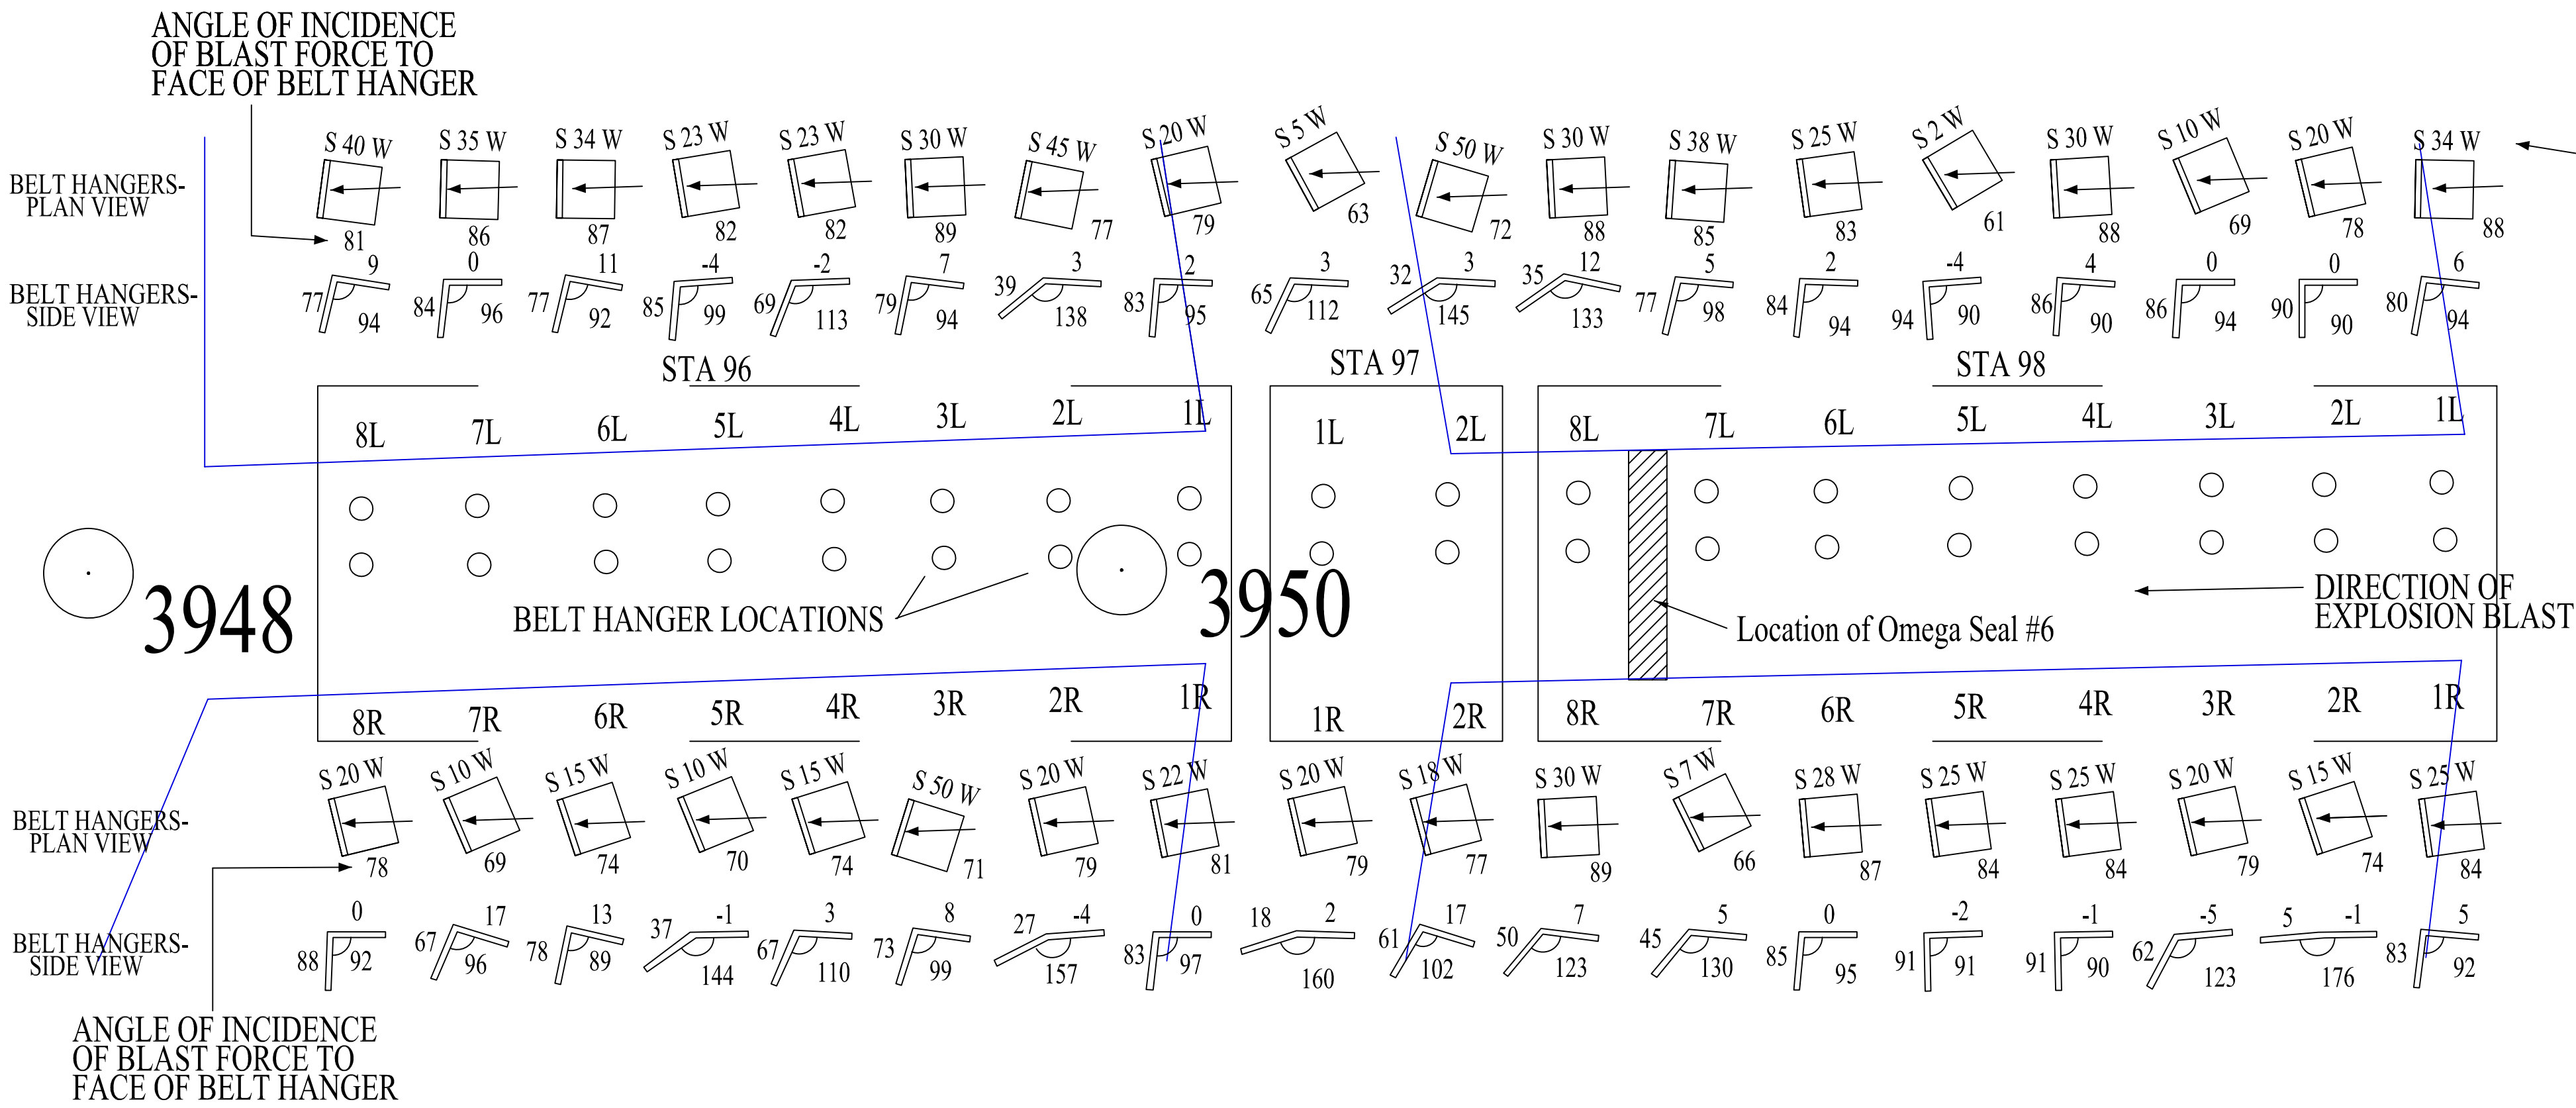 ANGLE OF INCIDENCE
OF BLAST FORCE TO
FACE OF BELT HANGER
S 40 W S 35 W S 34 W S 23 W S 23 W S 30 W S 45 W S 20 W S 5 W S 50 W S 30 W S 38 W S 25 W S 2 W S 30 W S 10 W S 20 W S 34 W
BELT HANGERS-
PLAN VIEW
81 86 87 82 82 89 77 79 63 72 88 85 83 61 88 69 78 88
9 0 11 -4 -2 7 3 2 3 3 12 5 2 -4 4 0 0 6
BELT HANGERS-
SIDE VIEW
77 84 77 85 69 79 39 83 65 32 35 77 84 94 86 86 90 80
94 96 92 99 113 94 138 95 112 145 133 98 94 90 90 94 90 94
STA 96 STA 97 STA 98
8L 7L 6L 5L 4L 3L 2L 1L 1L 2L 8L 7L 6L 5L 4L 3L 2L 1L
3948
BELT HANGER LOCATIONS
3950
Location of Omega Seal #6
DIRECTION OF
EXPLOSION BLAST
8R 7R 6R 5R 4R 3R 2R 1R 1R 2R 8R 7R 6R 5R 4R 3R 2R 1R
S 20 W S 10 W S 15 W S 10 W S 15 W S 50 W S 20 W S 22 W S 20 W S 18 W S 30 W S 7 W S 28 W S 25 W S 25 W S 20 W S 15 W S 25 W
BELT HANGERS-
PLAN VIEW
78 69 74 70 74 71 79 81 79 77 89 66 87 84 84 79 74 84
0 17 13 -1 3 8 -4 0 2 17 7 5 0 -2 -1 -5 -1 5
BELT HANGERS-
SIDE VIEW
88 67 78 37 67 73 27 83 18 61 50 45 85 91 91 62 5 83
92 96 89 144 110 99 157 97 160 102 123 130 95 91 90 123 176 92
ANGLE OF INCIDENCE
OF BLAST FORCE TO
FACE OF BELT HANGER